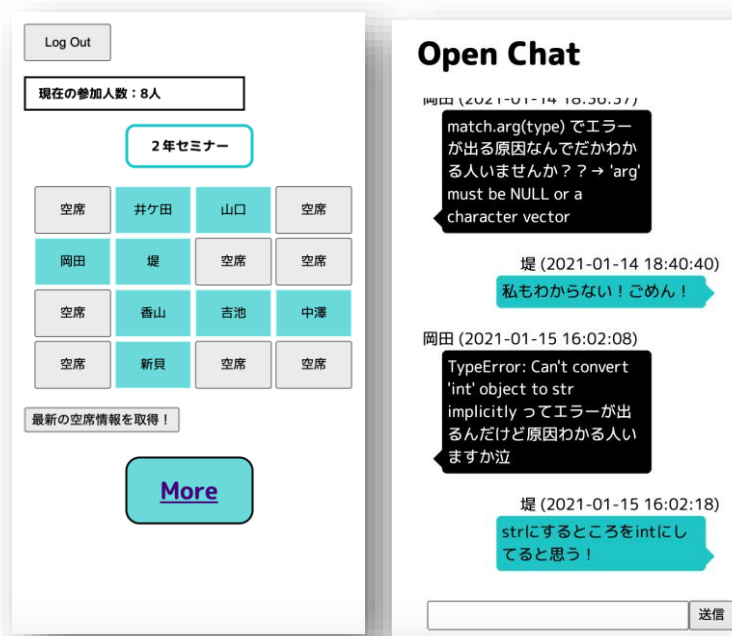 Log Out
現在の参加人数：8人
２年セミナー
空席 井ケ田 山口 空席
岡田 堤 空席 空席
空席 香山 吉池 中澤
空席 新貝 空席 空席
最新の空席情報を取得！
More
Open Chat
岡田 (2021-01-14 18:36:37)
match.arg(type) でエラー
が出る原因なんでだかわか
る人いませんか？？→ 'arg'
must be NULL or a
character vector
堤 (2021-01-14 18:40:40)
私もわからない！ごめん！
岡田 (2021-01-15 16:02:08)
TypeError: Can't convert
'int' object to str
implicitly ってエラーが出
るんだけど原因わかる人い
ますか泣
堤 (2021-01-15 16:02:18)
strにするところをintにし
てると思う！
送信